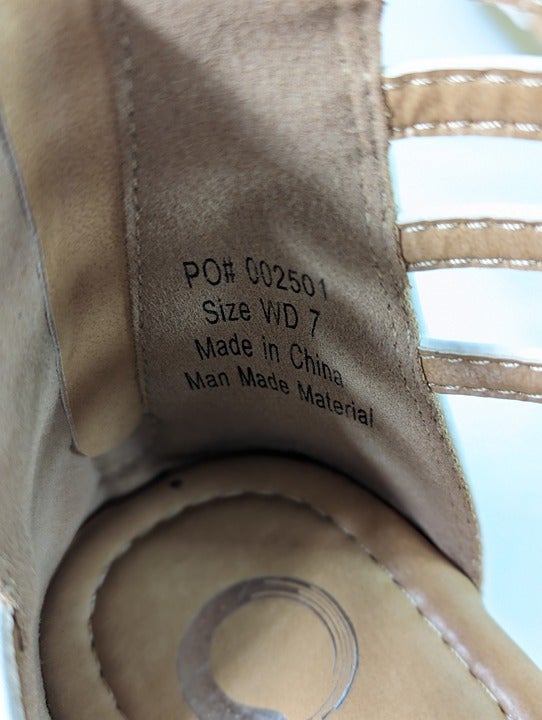 PO# 002501
Size WD 7
Made in China
Man Made Material